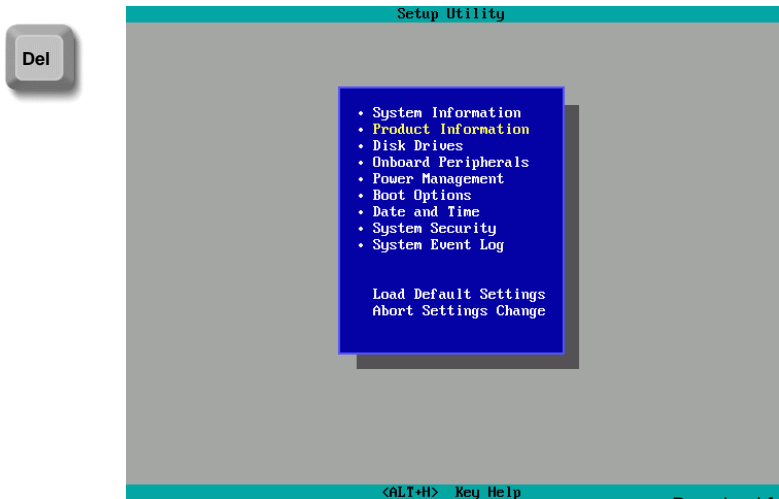 Setup Utility
Del
• System Information
• Product Information
• Disk Drives
• Onboard Peripherals
• Power Management
• Boot Options
• Date and Time
• System Security
• System Event Log
Load Default Settings
Abort Settings Change
<ALT+H> Key Help